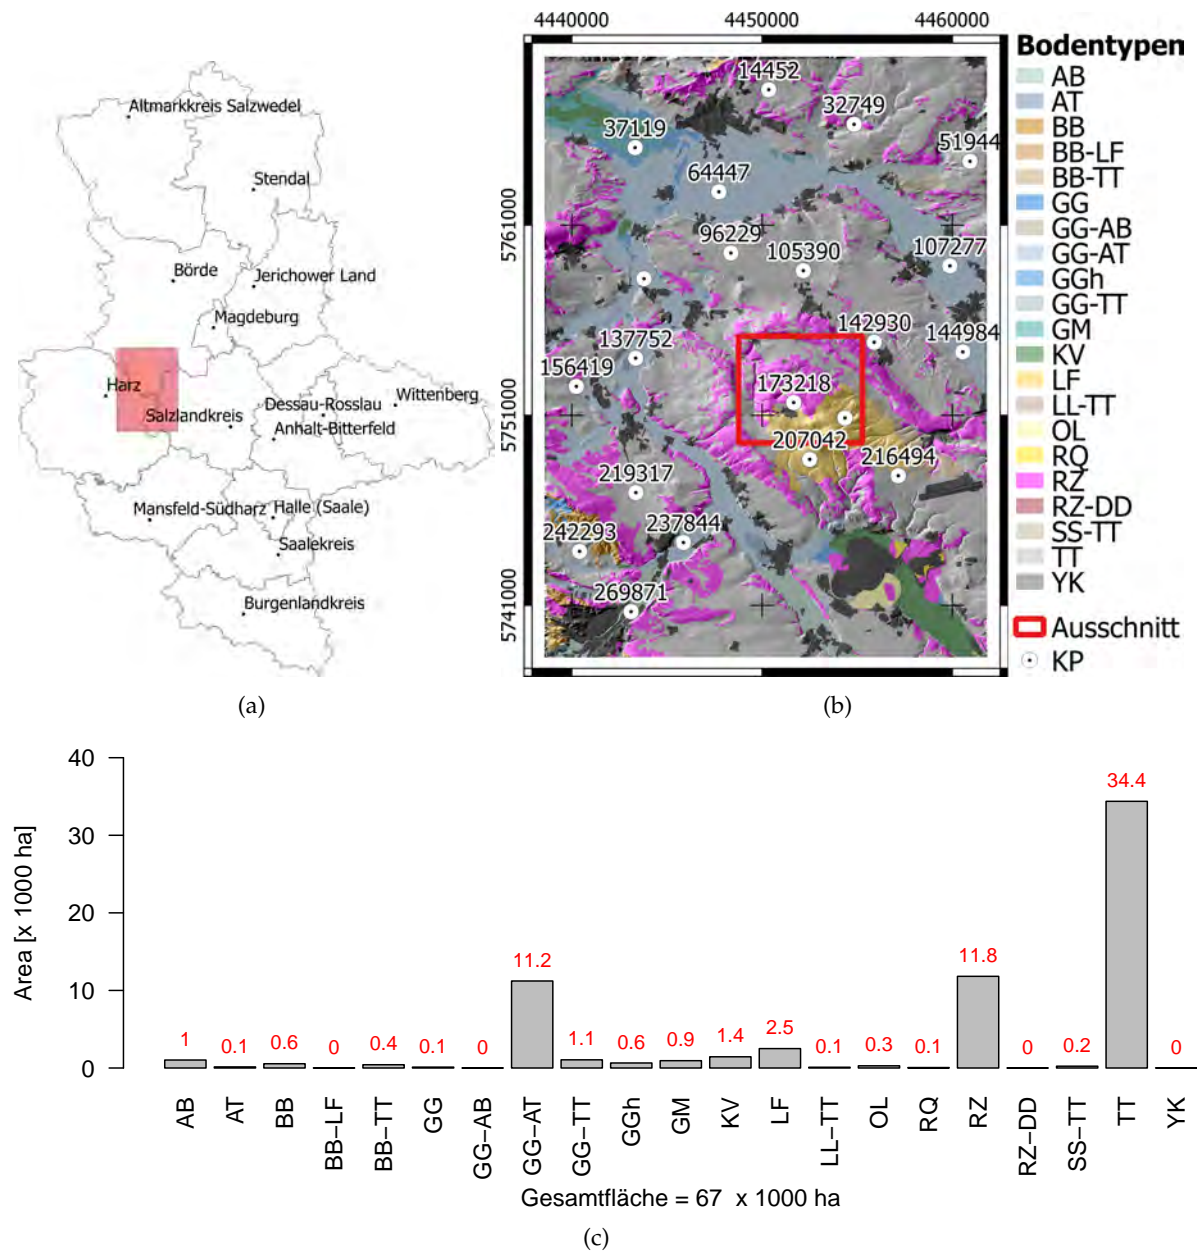 Altmarkkreis Salzwedel
Stendal
Börde
Jerichower Land
Magdeburg
Harz
Salzlandkreis
Dessau-Rosslau
Wittenberg
Anhalt-Bitterfeld
Mansfeld-Südharz
Halle (Saale)
Saalekreis
Burgenlandkreis
(a)
4440000 4450000 4460000
5761000
5751000
5741000
14452
32749
37119
51944
64447
96229
105390
107277
137752
142930
144984
156419
173218
207042
216494
219317
237844
242293
269871
Bodentypen
AB
AT
BB
BB-LF
BB-TT
GG
GG-AB
GG-AT
GGh
GG-TT
GM
KV
LF
LL-TT
OL
RQ
RZ
RZ-DD
SS-TT
TT
YK
Ausschnitt
KP
(b)
Area [x 1000 ha]
40
30
20
10
0
1 0.1 0.6 0 0.4 0.1 0 11.2 1.1 0.6 0.9 1.4 2.5 0.1 0.3 0.1 11.8 0 0.2 34.4 0
AB AT BB BB−LF BB−TT GG GG−AB GG−AT GG−TT GGh GM KV LF LL−TT OL RQ RZ RZ−DD SS−TT TT YK
Gesamtfläche = 67 x 1000 ha
(c)